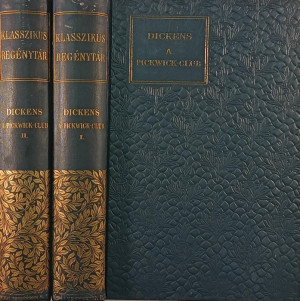 KLASSZIKUS
REGÉNYTÁR
DICKENS
A PICKWICK-CLUB
II.
KLASSZIKUS
REGÉNYTÁR
DICKENS
A PICKWICK-CLUB
I.
DICKENS
A
PICKWICK-CLUB